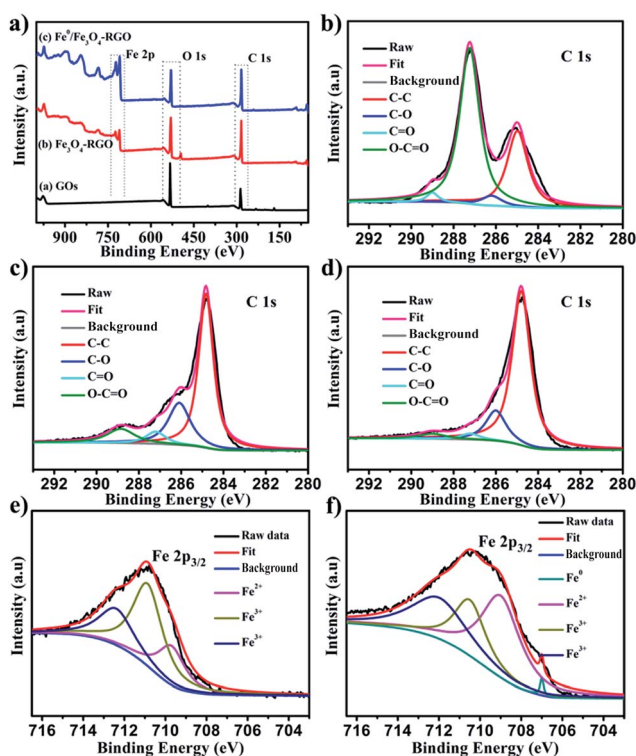 a)
(c) Fe⁰/Fe₃O₄-RGO
Fe 2p
O 1s
C 1s
(b) Fe₃O₄-RGO
(a) GOs
Intensity (a.u.)
900 750 600 450 300 150
Binding Energy (eV)
b)
C 1s
Raw
Fit
Background
C-C
C-O
C=O
O-C=O
Intensity (a.u)
292 290 288 286 284 282 280
Binding Energy (eV)
c)
C 1s
Raw
Fit
Background
C-C
C-O
C=O
O-C=O
Intensity (a.u)
292 290 288 286 284 282 280
Binding Energy (eV)
d)
C 1s
Raw
Fit
Background
C-C
C-O
C=O
O-C=O
Intensity (a.u)
292 290 288 286 284 282 280
Binding Energy (eV)
e)
Fe 2p₃/₂
Raw data
Fit
Background
Fe²⁺
Fe³⁺
Fe³⁺
Intensity (a.u)
716 714 712 710 708 706 704
Binding Energy (eV)
f)
Fe 2p₃/₂
Raw data
Fit
Background
Fe⁰
Fe²⁺
Fe³⁺
Fe³⁺
Intensity (a.u)
716 714 712 710 708 706 704
Binding Energy (eV)